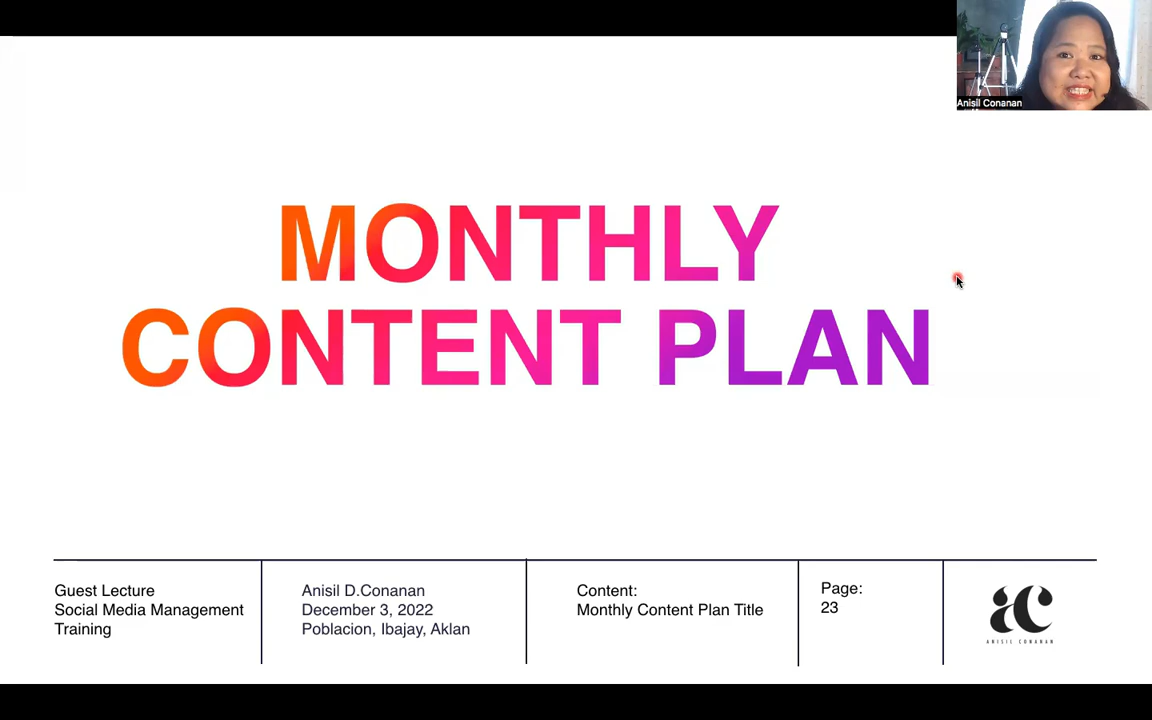 Anisil Conanan
MONTHLY
CONTENT PLAN
Guest Lecture
Social Media Management
Training
Anisil D.Conanan
December 3, 2022
Poblacion, Ibajay, Aklan
Content:
Monthly Content Plan Title
Page:
23
ac
ANISIL CONANAN